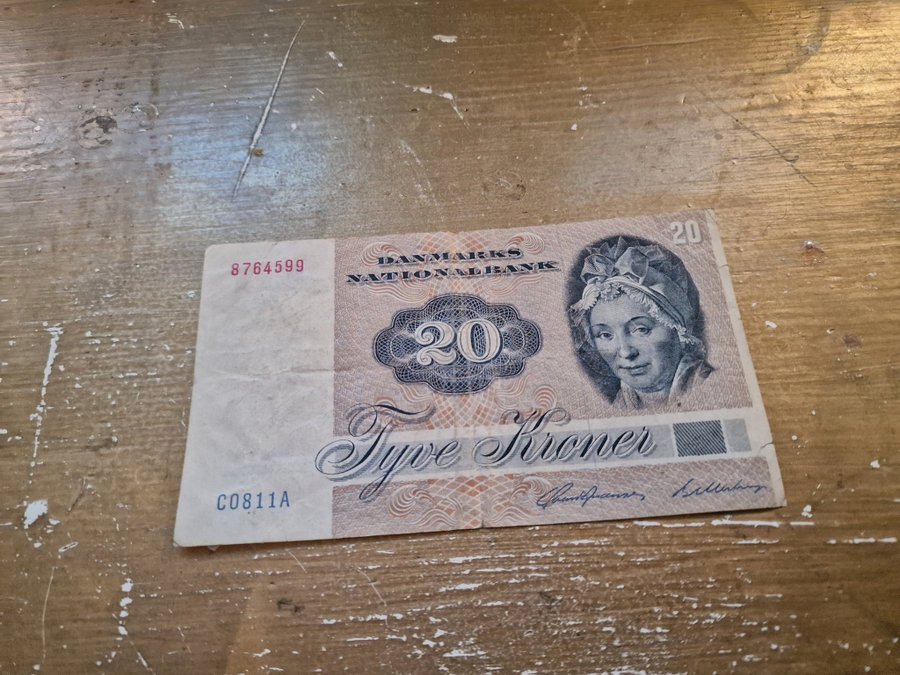 8764599
DANMARKS
NATIONALBANK
20
20
Tyve Kroner
C0811A